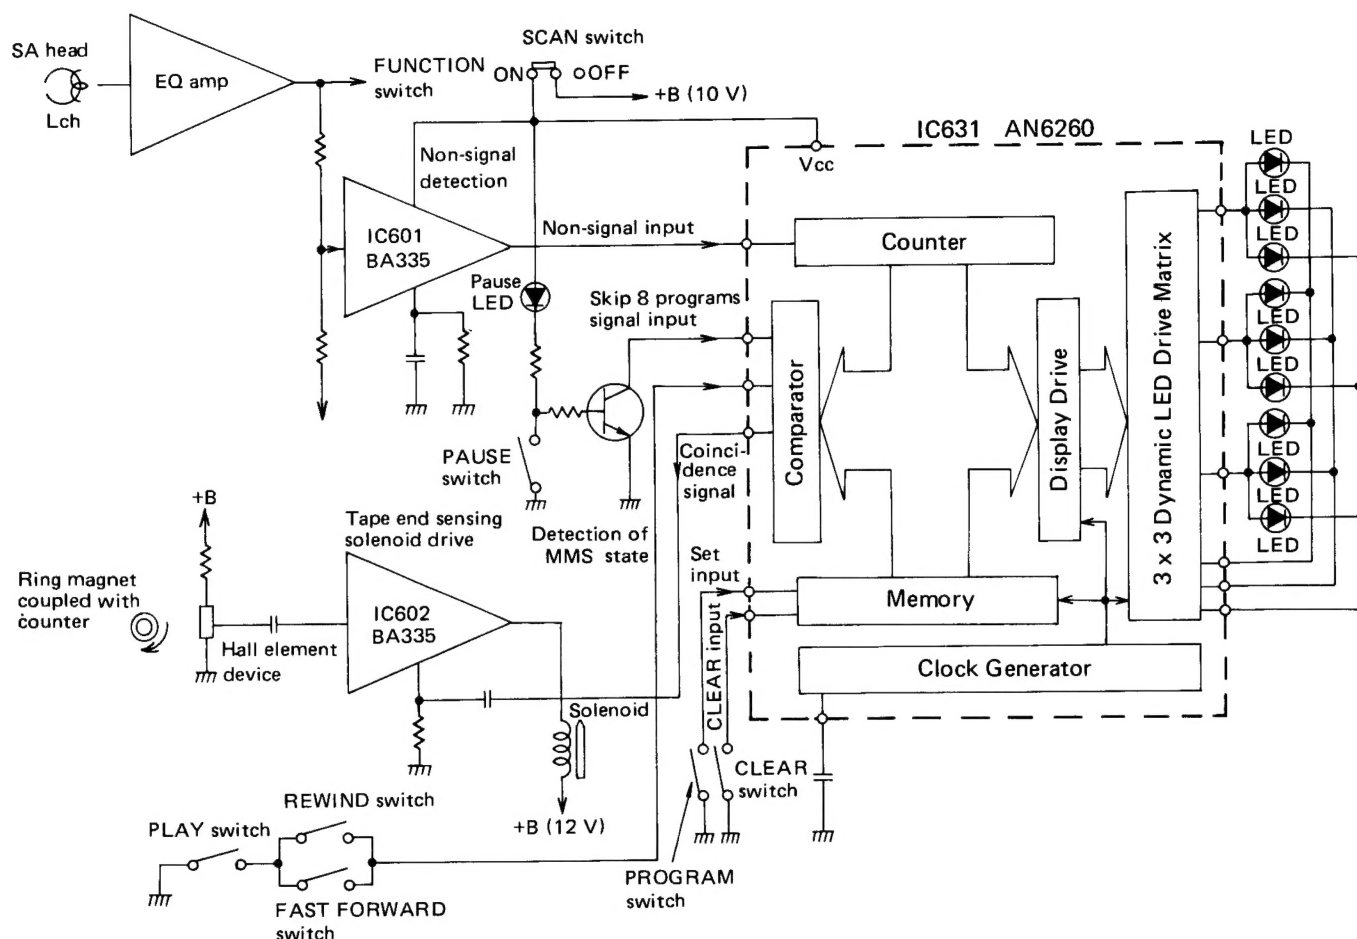 SCAN switch
SA head
EQ amp
Lch
FUNCTION
switch
ON
OFF
+B (10 V)
IC631 AN6260
Vcc
Non-signal
detection
IC601
BA335
Non-signal input
Counter
Pause
LED
Skip 8 programs
signal input
PAUSE
switch
Detection of
MMS state
Coinci-
dence
signal
Comparator
Display Drive
3 x 3 Dynamic LED Drive Matrix
LED
LED
LED
LED
LED
LED
LED
LED
LED
+B
Tape end sensing
solenoid drive
Ring magnet
coupled with
counter
Hall element
device
IC602
BA335
Solenoid
+B (12 V)
Set
input
CLEAR input
Memory
Clock Generator
CLEAR
switch
PROGRAM
switch
REWIND switch
PLAY switch
FAST FORWARD
switch